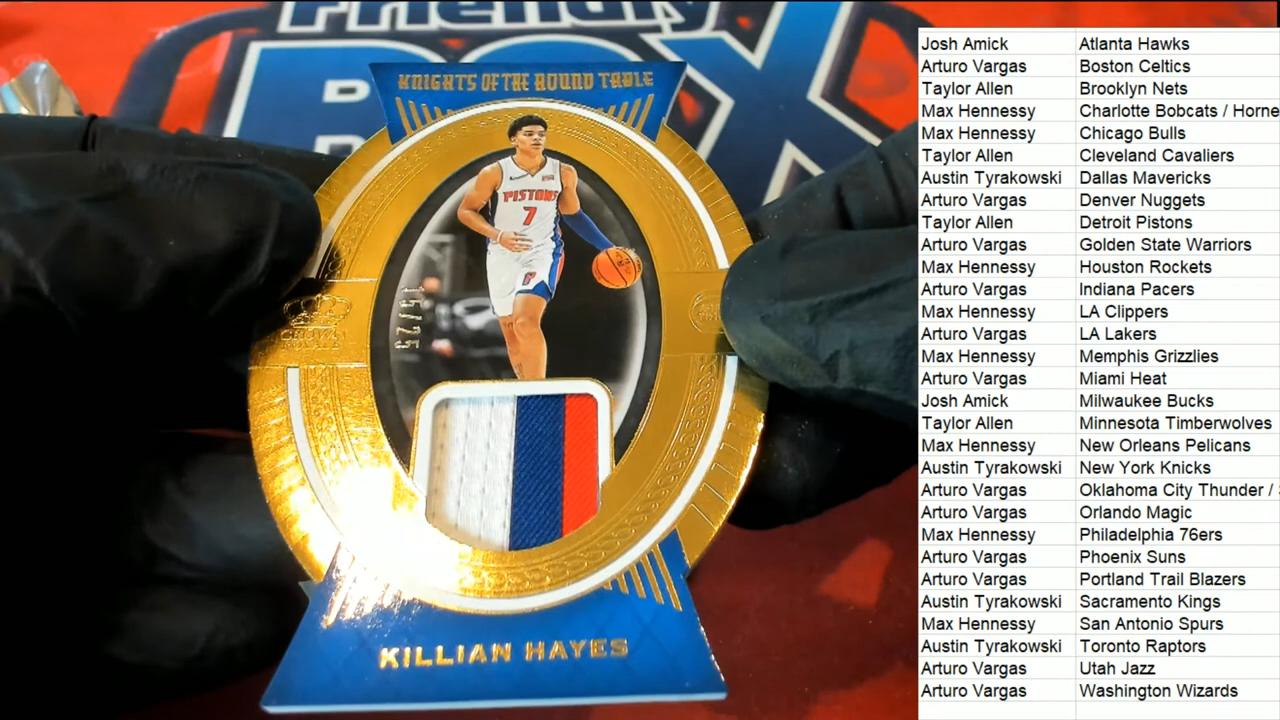 Friendly
BOX
KNIGHTS OF THE ROUND TABLE
PISTONS
7
15/25
CROWN
ROYALE
KILLIAN HAYES
Josh Amick Atlanta Hawks
Arturo Vargas Boston Celtics
Taylor Allen Brooklyn Nets
Max Hennessy Charlotte Bobcats / Horne
Max Hennessy Chicago Bulls
Taylor Allen Cleveland Cavaliers
Austin Tyrakowski Dallas Mavericks
Arturo Vargas Denver Nuggets
Taylor Allen Detroit Pistons
Arturo Vargas Golden State Warriors
Max Hennessy Houston Rockets
Arturo Vargas Indiana Pacers
Max Hennessy LA Clippers
Arturo Vargas LA Lakers
Max Hennessy Memphis Grizzlies
Arturo Vargas Miami Heat
Josh Amick Milwaukee Bucks
Taylor Allen Minnesota Timberwolves
Max Hennessy New Orleans Pelicans
Austin Tyrakowski New York Knicks
Arturo Vargas Oklahoma City Thunder /
Arturo Vargas Orlando Magic
Max Hennessy Philadelphia 76ers
Arturo Vargas Phoenix Suns
Arturo Vargas Portland Trail Blazers
Austin Tyrakowski Sacramento Kings
Max Hennessy San Antonio Spurs
Austin Tyrakowski Toronto Raptors
Arturo Vargas Utah Jazz
Arturo Vargas Washington Wizards